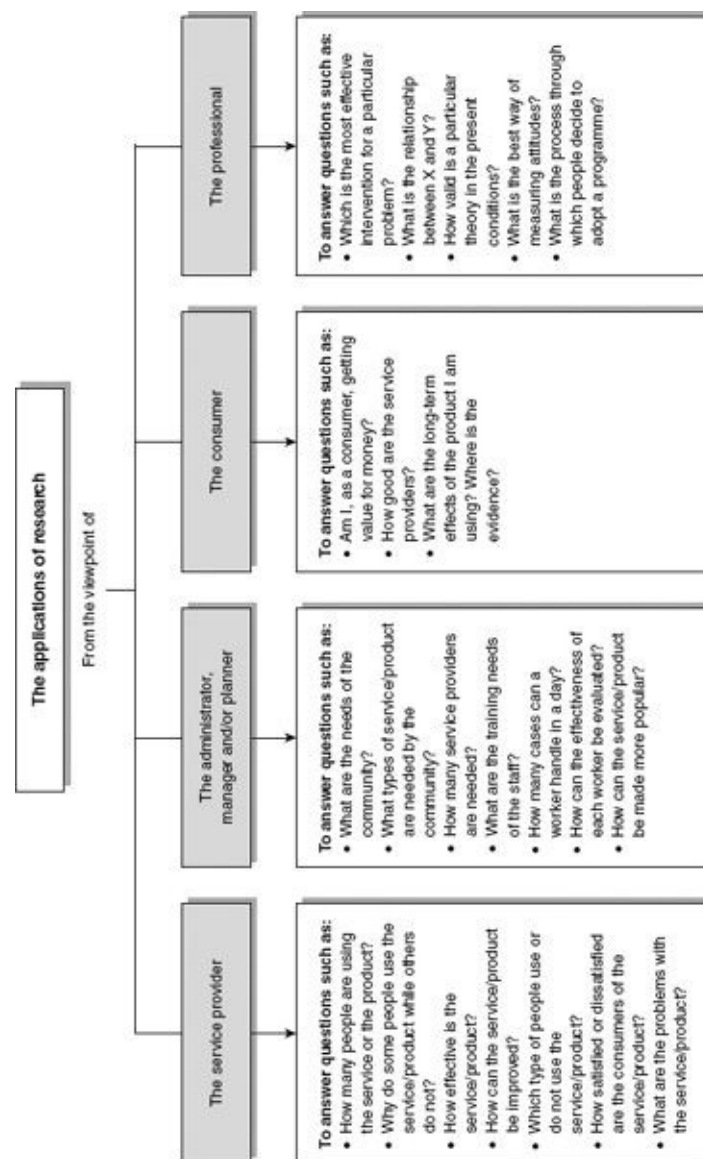 The applications of research
From the viewpoint of
The service provider
To answer questions such as:
• How many people are using
the service or the product?
• Why do some people use the
service/product while others
do not?
• How effective is the
service/product?
• How can the service/product
be improved?
• Which type of people use or
do not use the
service/product?
• How satisfied or dissatisfied
are the consumers of the
service/product?
• What are the problems with
the service/product?
The administrator,
manager and/or planner
To answer questions such as:
• What are the needs of the
community?
• What types of service/product
are needed by the
community?
• How many service providers
are needed?
• What are the training needs
of the staff?
• How many cases can a
worker handle in a day?
• How can the effectiveness of
each worker be evaluated?
• How can the service/product
be made more popular?
The consumer
To answer questions such as:
• Am I, as a consumer, getting
value for money?
• How good are the service
providers?
• What are the long-term
effects of the product I am
using? Where is the
evidence?
The professional
To answer questions such as:
• Which is the most effective
intervention for a particular
problem?
• What is the relationship
between X and Y?
• How valid is a particular
theory in the present
conditions?
• What is the best way of
measuring attitudes?
• What is the process through
which people decide to
adopt a programme?